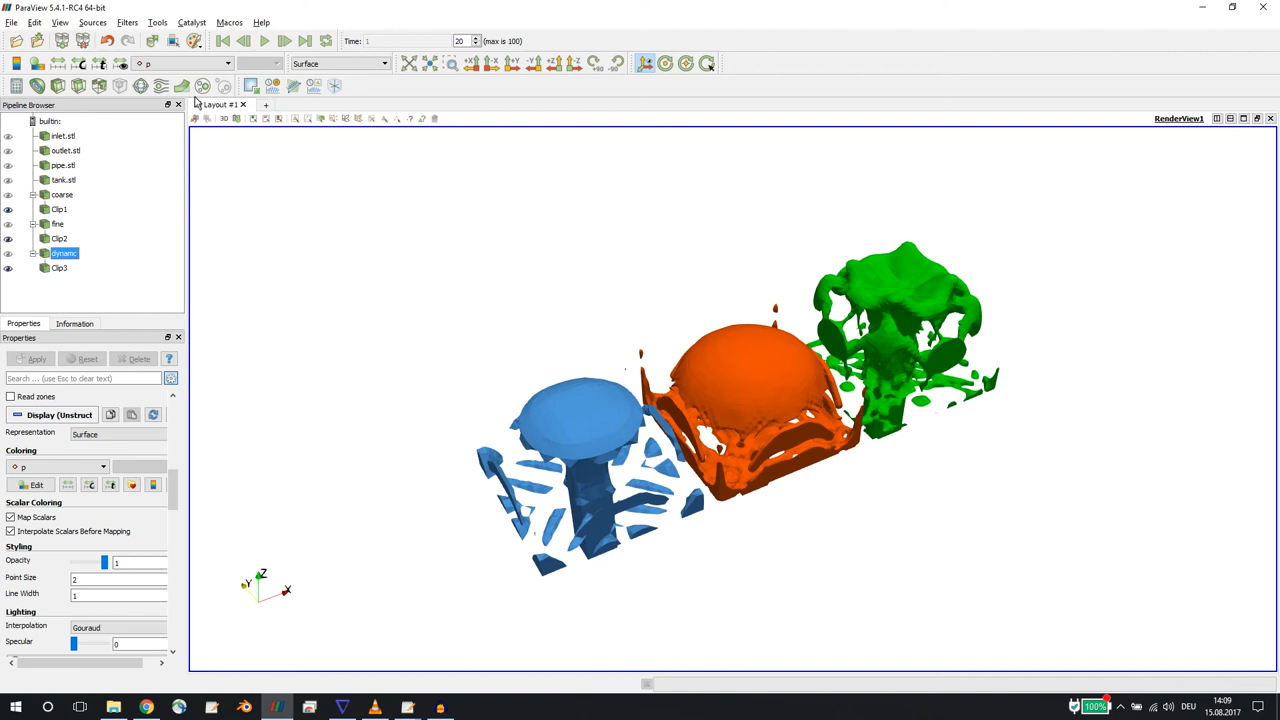 ParaView 5.4.1-RC4 64-bit
File Edit View Sources Filters Tools Catalyst Macros Help
Time: 1 20 (max is 100)
p Surface
+X -X +Y -Y +Z -Z +90 -90
Pipeline Browser
Layout #1
3D
RenderView1
builtin:
inlet.stl
outlet.stl
pipe.stl
tank.stl
coarse
Clip1
fine
Clip2
dynamc
Clip3
Properties Information
Properties
Apply Reset Delete ?
Search ... (use Esc to clear text)
Read zones
Display (Unstruct
Representation Surface
Coloring
p
Edit
Scalar Coloring
Map Scalars
Interpolate Scalars Before Mapping
Styling
Opacity 1
Point Size 2
Line Width 1
Lighting
Interpolation Gouraud
Specular 0
Z
Y
X
100% DEU 14:09
15.08.2017